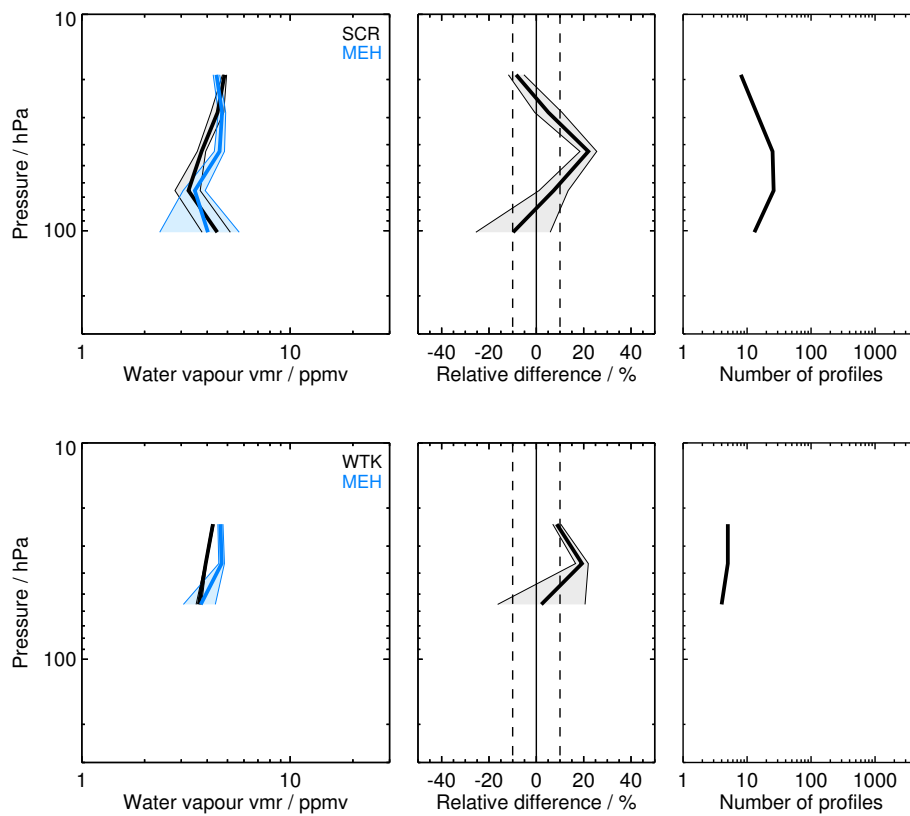 10
SCR
MEH
Pressure / hPa
100
1 10
-40 -20 0 20 40
1 10 100 1000
Water vapour vmr / ppmv
Relative difference / %
Number of profiles
10
WTK
MEH
Pressure / hPa
100
1 10
-40 -20 0 20 40
1 10 100 1000
Water vapour vmr / ppmv
Relative difference / %
Number of profiles